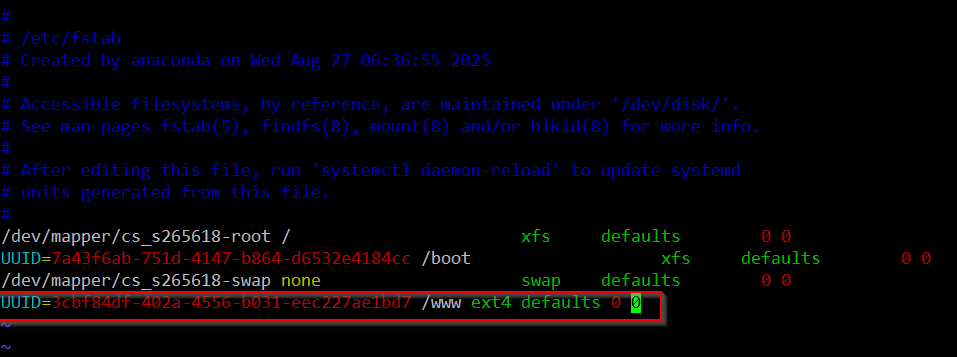 #
# /etc/fstab
# Created by anaconda on Wed Aug 27 06:36:55 2025
#
# Accessible filesystems, by reference, are maintained under '/dev/disk/'.
# See man pages fstab(5), findfs(8), mount(8) and/or blkid(8) for more info.
#
# After editing this file, run 'systemctl daemon-reload' to update systemd
# units generated from this file.
#
/dev/mapper/cs_s265618-root / xfs defaults 0 0
UUID=7a43f6ab-751d-4147-b864-d6532e4184cc /boot xfs defaults 0 0
/dev/mapper/cs_s265618-swap none swap defaults 0 0
UUID=3cbf84df-402a-4556-b031-eec227ae1bd7 /www ext4 defaults 0 0
~
~